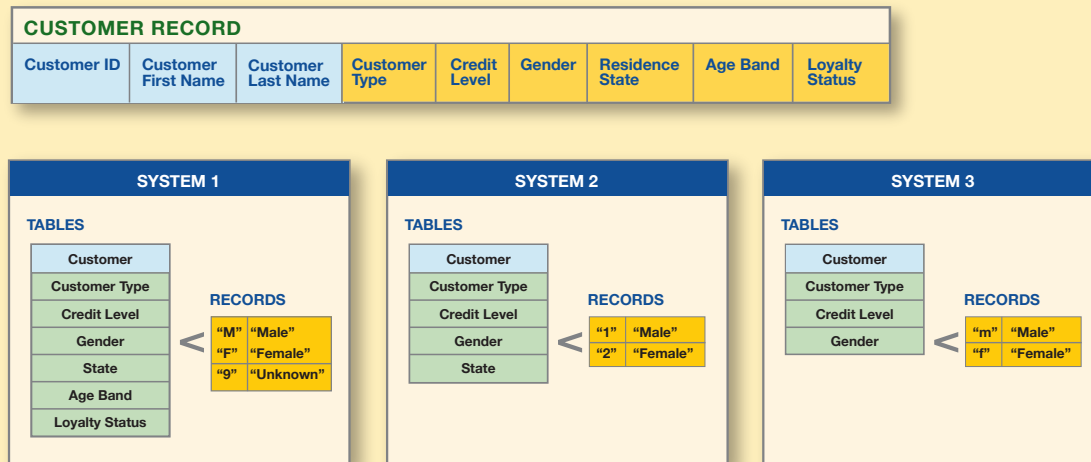 CUSTOMER RECORD
Customer ID
Customer
First Name
Customer
Last Name
Customer
Type
Credit
Level
Gender
Residence
State
Age Band
Loyalty
Status
SYSTEM 1
TABLES
Customer
Customer Type
Credit Level
Gender
State
Age Band
Loyalty Status
<
RECORDS
“M” “Male”
“F” “Female”
“9” “Unknown”
SYSTEM 2
TABLES
Customer
Customer Type
Credit Level
Gender
State
<
RECORDS
“1” “Male”
“2” “Female”
SYSTEM 3
TABLES
Customer
Customer Type
Credit Level
Gender
<
RECORDS
“m” “Male”
“f” “Female”